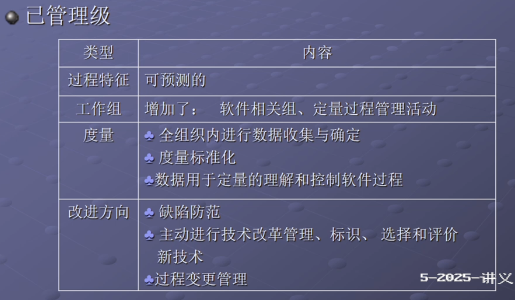 已管理级
类型 内容
过程特征 可预测的
工作组 增加了： 软件相关组、定量过程管理活动
度量 ♣ 全组织内进行数据收集与确定
♣ 度量标准化
♣数据用于定量的理解和控制软件过程
改进方向 ♣ 缺陷防范
♣ 主动进行技术改革管理、标识、 选择和评价
新技术
♣过程变更管理
5-2025-讲义